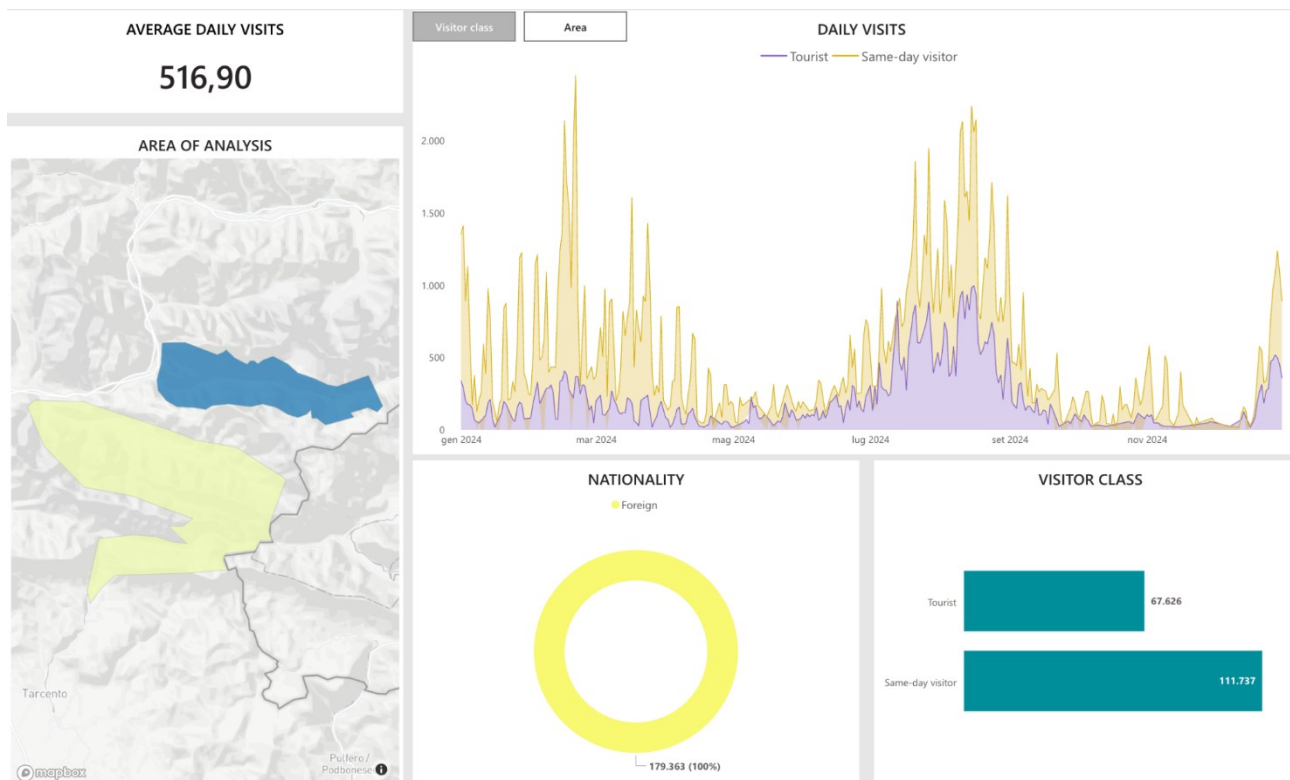 AVERAGE DAILY VISITS
516,90
AREA OF ANALYSIS
Tarcento
Pulfero /
Podbonesec
mapbox
Visitor class
Area
DAILY VISITS
Tourist
Same-day visitor
2.000
1.500
1.000
500
0
gen 2024
mar 2024
mag 2024
lug 2024
set 2024
nov 2024
NATIONALITY
Foreign
179.363 (100%)
VISITOR CLASS
Tourist
67.626
Same-day visitor
111.737